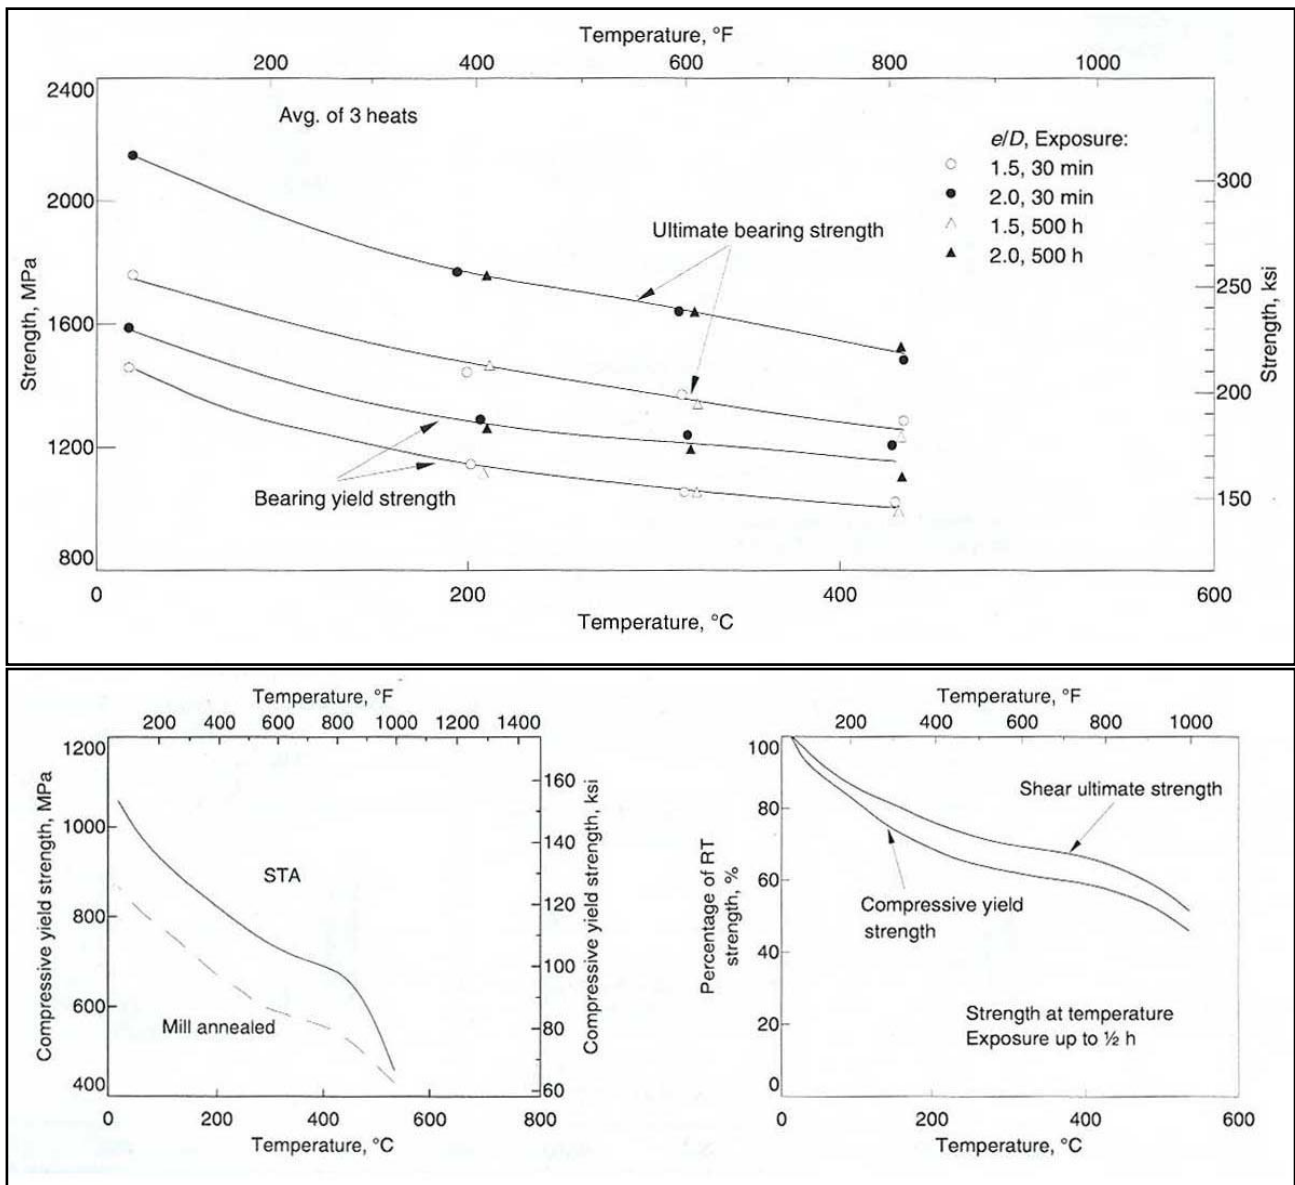 Temperature, °F
200 400 600 800 1000
2400
2000
1600
1200
800
Strength, MPa
Avg. of 3 heats
e/D, Exposure:
1.5, 30 min
2.0, 30 min
1.5, 500 h
2.0, 500 h
Ultimate bearing strength
Bearing yield strength
300
250
200
150
Strength, ksi
0 200 400 600
Temperature, °C
Temperature, °F
200 400 600 800 1000 1200 1400
1200
1000
800
600
400
Compressive yield strength, MPa
STA
Mill annealed
160
140
120
100
80
60
Compressive yield strength, ksi
0 200 400 600 800
Temperature, °C
Temperature, °F
200 400 600 800 1000
100
80
60
40
20
0
Percentage of RT
strength, %
Shear ultimate strength
Compressive yield
strength
Strength at temperature
Exposure up to ½ h
0 200 400 600
Temperature, °C